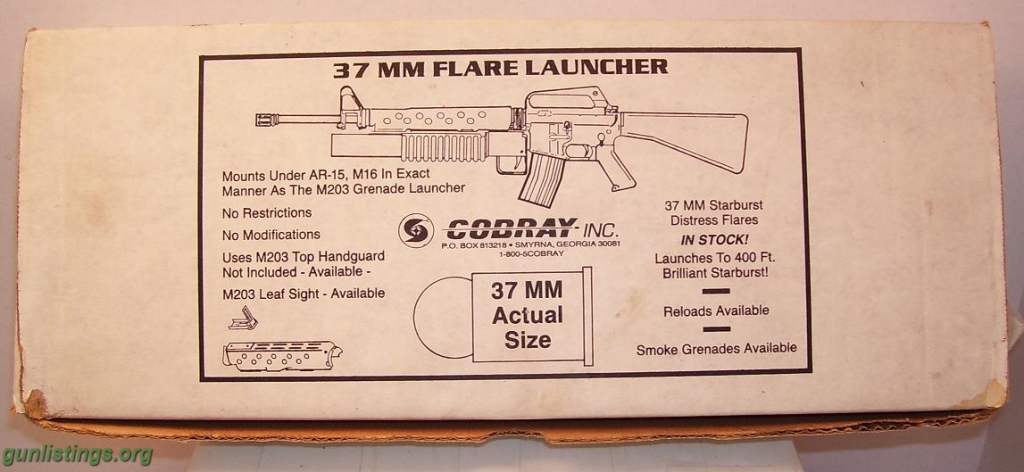 37 MM FLARE LAUNCHER
Mounts Under AR-15, M16 In Exact
Manner As The M203 Grenade Launcher
No Restrictions
No Modifications
Uses M203 Top Handguard
Not Included - Available -
M203 Leaf Sight - Available
COBRAY INC.
P.O. BOX 813218 • SMYRNA, GEORGIA 30081
1-800-5COBRAY
37 MM
Actual
Size
37 MM Starburst
Distress Flares
IN STOCK!
Launches To 400 Ft.
Brilliant Starburst!
Reloads Available
Smoke Grenades Available
gunlistings.org